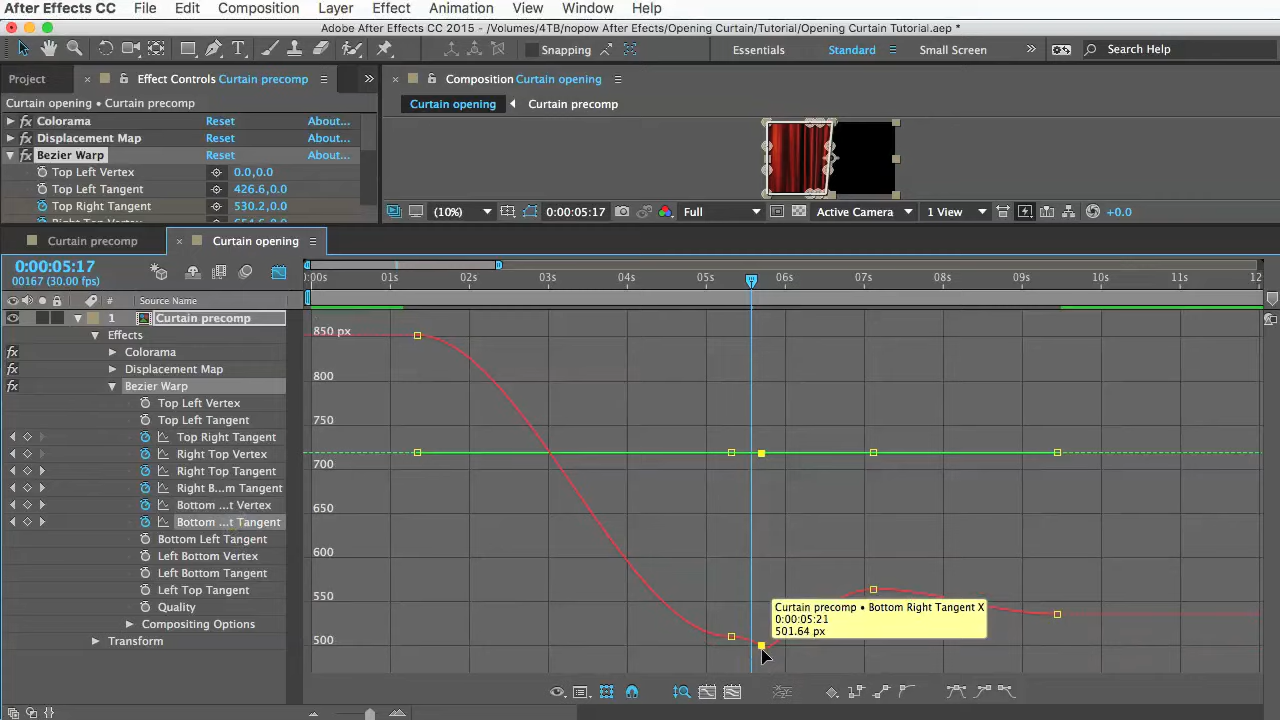 After Effects CC File Edit Composition Layer Effect Animation View Window Help
Adobe After Effects CC 2015 - /Volumes/4TB/nopow After Efects/Opening Curtain/Tutorial/Opening Curtain Tutorial.aep *
Snapping Essentials Standard Small Screen Search Help
Project Effect Controls Curtain precomp Composition Curtain opening
Curtain opening • Curtain precomp
Curtain opening Curtain precomp
Colorama Reset About...
Displacement Map Reset About...
Bezier Warp Reset About...
Top Left Vertex 0.0,0.0
Top Left Tangent 426.6,0.0
Top Right Tangent 530.2,0.0
(10%) 0:00:05:17 Full Active Camera 1 View +0.0
Curtain precomp Curtain opening
0:00:05:17
00167 (30.00 fps)
:00s 01s 02s 03s 04s 05s 06s 07s 08s 09s 10s 11s 12
# Source Name
1 Curtain precomp
Effects
Colorama
Displacement Map
Bezier Warp
Top Left Vertex
Top Left Tangent
Top Right Tangent
Right Top Vertex
Right Top Tangent
Right B...m Tangent
Bottom ...t Vertex
Bottom ...t Tangent
Bottom Left Tangent
Left Bottom Vertex
Left Bottom Tangent
Left Top Tangent
Quality
Compositing Options
Transform
850 px
800
750
700
650
600
550
500
Curtain precomp • Bottom Right Tangent X
0:00:05:21
501.64 px